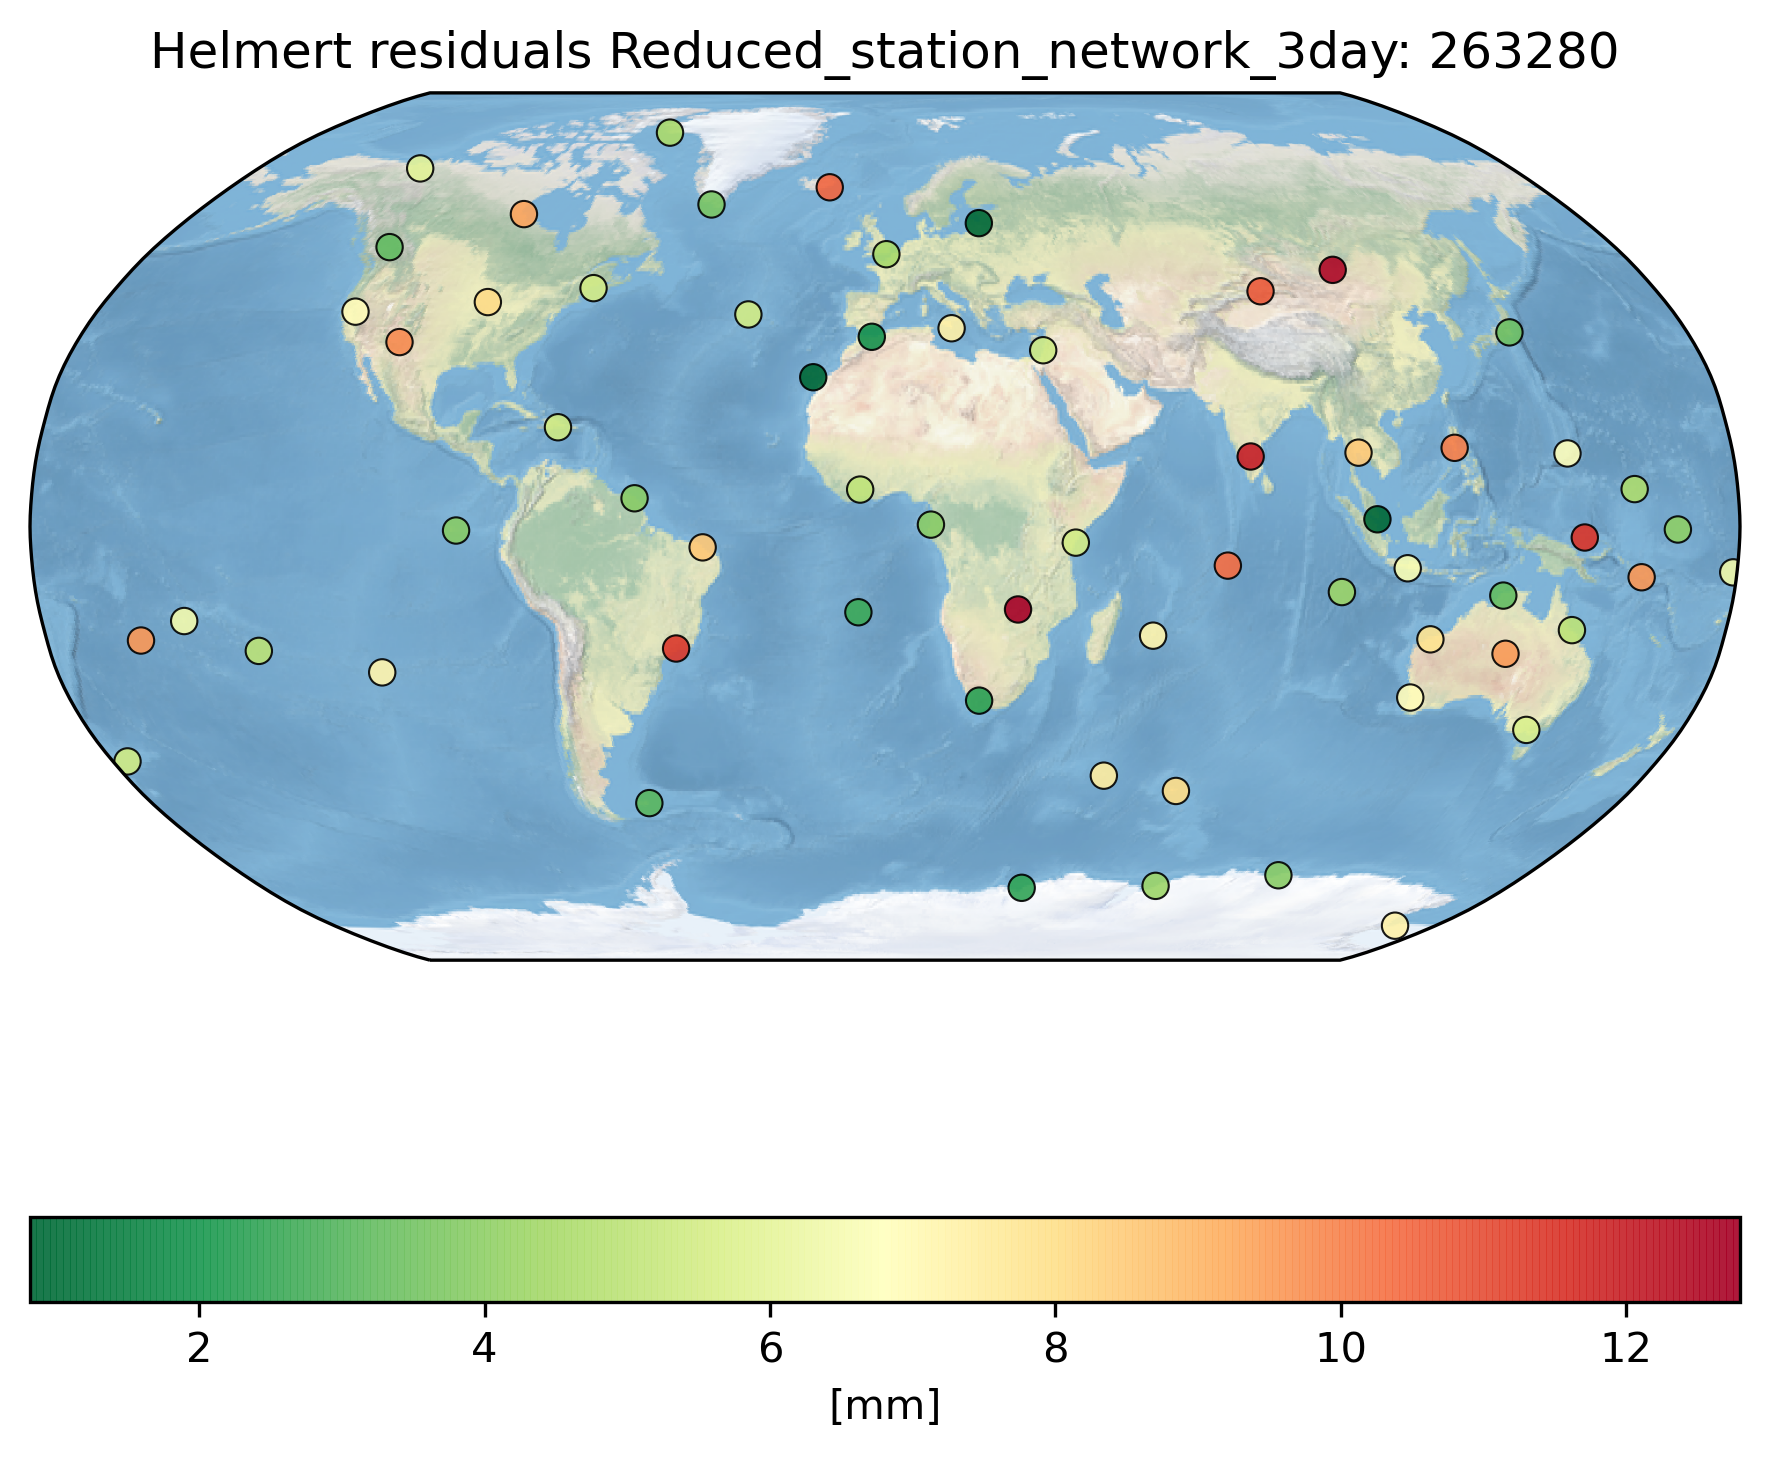 Helmert residuals Reduced_station_network_3day: 263280
2 4 6 8 10 12
[mm]